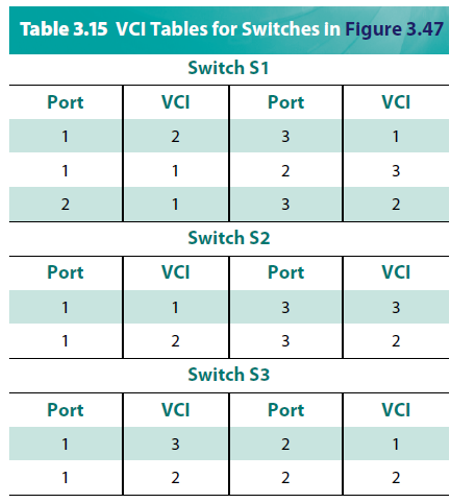 Table 3.15 VCI Tables for Switches in Figure 3.47
Switch S1
Port VCI Port VCI
1 2 3 1
1 1 2 3
2 1 3 2
Switch S2
Port VCI Port VCI
1 1 3 3
1 2 3 2
Switch S3
Port VCI Port VCI
1 3 2 1
1 2 2 2